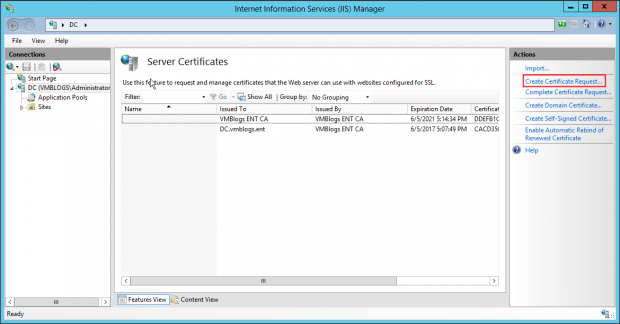 Internet Information Services (IIS) Manager
DC
File View Help
Connections
Start Page
DC (VMBLOGS\Administrator
Application Pools
Sites
Server Certificates
Use this feature to request and manage certificates that the Web server can use with websites configured for SSL.
Filter: Go Show All Group by: No Grouping
Name Issued To Issued By Expiration Date Certificat
VMBlogs ENT CA VMBlogs ENT CA 6/5/2021 5:14:34 PM DDEFB1C
DC.vmblogs.ent VMBlogs ENT CA 6/5/2017 5:07:49 PM CACD350
Features View Content View
Actions
Import...
Create Certificate Request...
Complete Certificate Request...
Create Domain Certificate...
Create Self-Signed Certificate...
Enable Automatic Rebind of
Renewed Certificate
Help
Ready